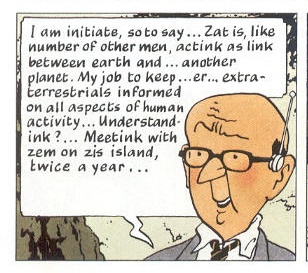 I am initiate, so to say... Zat is, like
number of other men, actink as link
between earth and ... another
planet. My job to keep...er... extra-
terrestrials informed
on all aspects of human
activity... Understand-
ink?... Meetink with
zem on zis island,
twice a year...